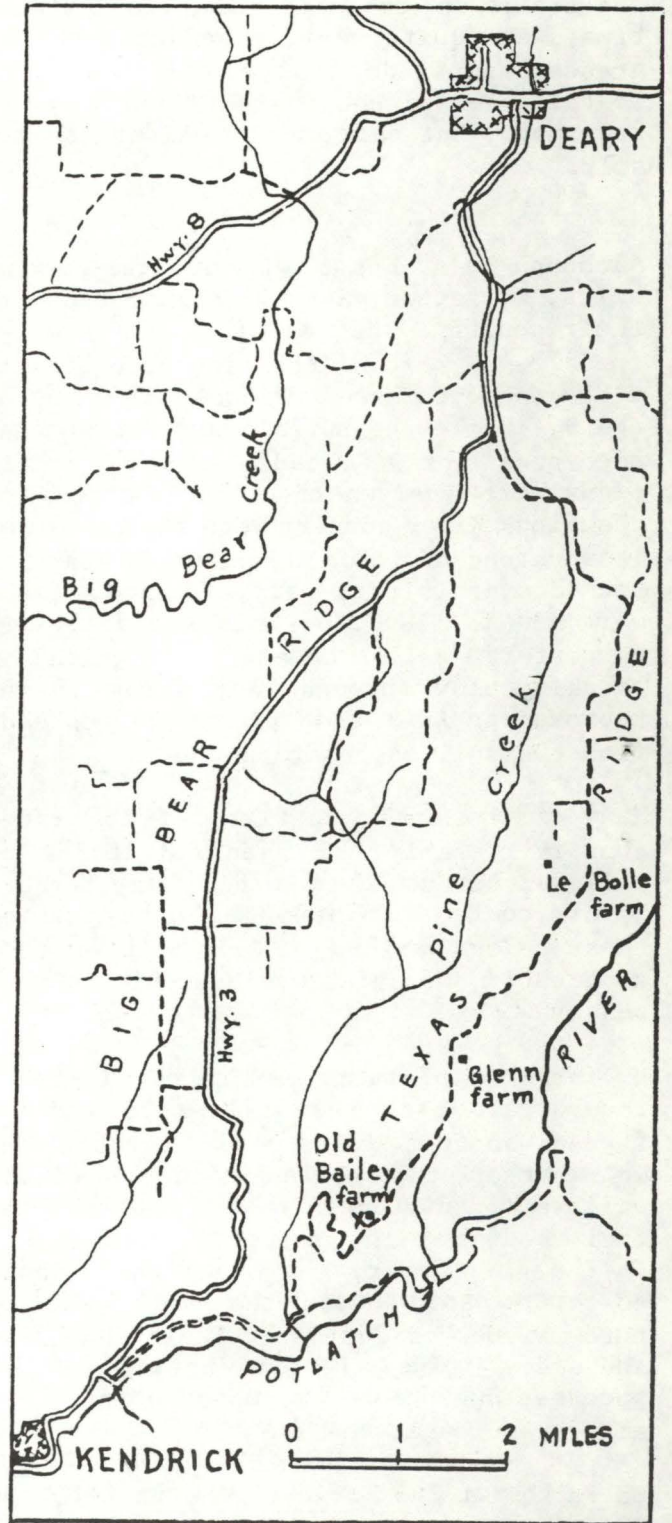 DEARY
Hwy. 8
Big Bear Creek
BIG BEAR RIDGE
Pine Creek
TEXAS RIDGE
Le Bolle
farm
POTLATCH RIVER
Glenn
farm
Hwy. 3
Old
Bailey
farm
KENDRICK
0 1 2 MILES